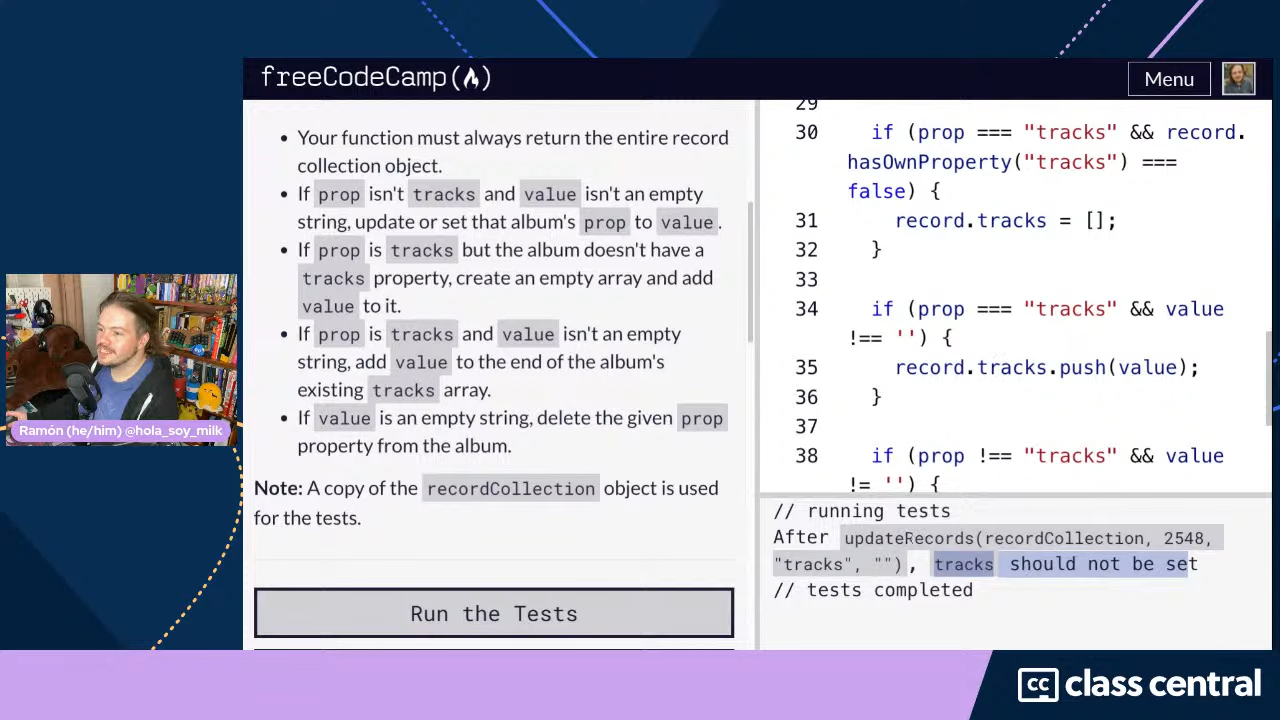 freeCodeCamp(🔥)
Menu
• Your function must always return the entire record
collection object.
• If prop isn't tracks and value isn't an empty
string, update or set that album's prop to value.
• If prop is tracks but the album doesn't have a
tracks property, create an empty array and add
value to it.
• If prop is tracks and value isn't an empty
string, add value to the end of the album's
existing tracks array.
• If value is an empty string, delete the given prop
property from the album.
Note: A copy of the recordCollection object is used
for the tests.
Run the Tests
29
30 if (prop === "tracks" && record.
hasOwnProperty("tracks") ===
false) {
31 record.tracks = [];
32 }
33
34 if (prop === "tracks" && value
!== '') {
35 record.tracks.push(value);
36 }
37
38 if (prop !== "tracks" && value
!= '') {
// running tests
After updateRecords(recordCollection, 2548,
"tracks", ""), tracks should not be set
// tests completed
Ramón (he/him) @hola_soy_milk
cc class central